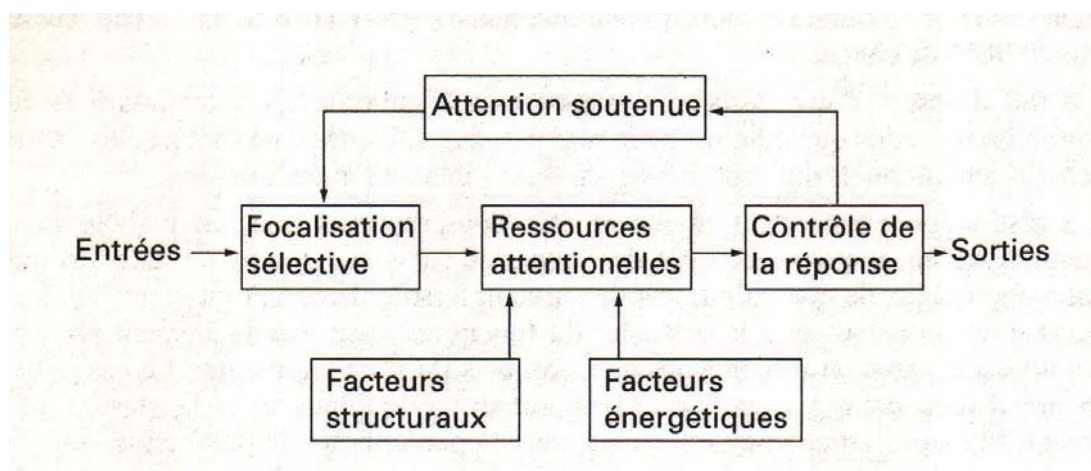 Attention soutenue
Entrées
Focalisation
sélective
Ressources
attentionelles
Contrôle de
la réponse
Sorties
Facteurs
structuraux
Facteurs
énergétiques